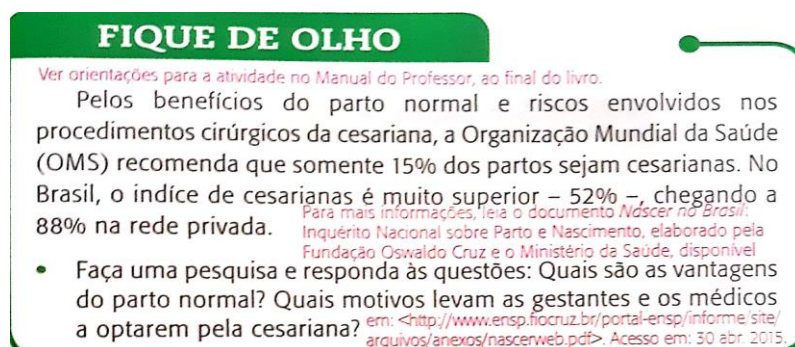 FIQUE DE OLHO
Ver orientações para a atividade no Manual do Professor, ao final do livro.
Pelos benefícios do parto normal e riscos envolvidos nos
procedimentos cirúrgicos da cesariana, a Organização Mundial da Saúde
(OMS) recomenda que somente 15% dos partos sejam cesarianas. No
Brasil, o indíce de cesarianas é muito superior – 52% –, chegando a
88% na rede privada.
Para mais informações, leia o documento Nascer no Brasil:
Inquérito Nacional sobre Parto e Nascimento, elaborado pela
Fundação Oswaldo Cruz e o Ministério da Saúde, disponível
• Faça uma pesquisa e responda às questões: Quais são as vantagens
do parto normal? Quais motivos levam as gestantes e os médicos
a optarem pela cesariana?
em: <http://www.ensp.fiocruz.br/portal-ensp/informe/site/
arquivos/anexos/nascerweb.pdf>. Acesso em: 30 abr. 2015.